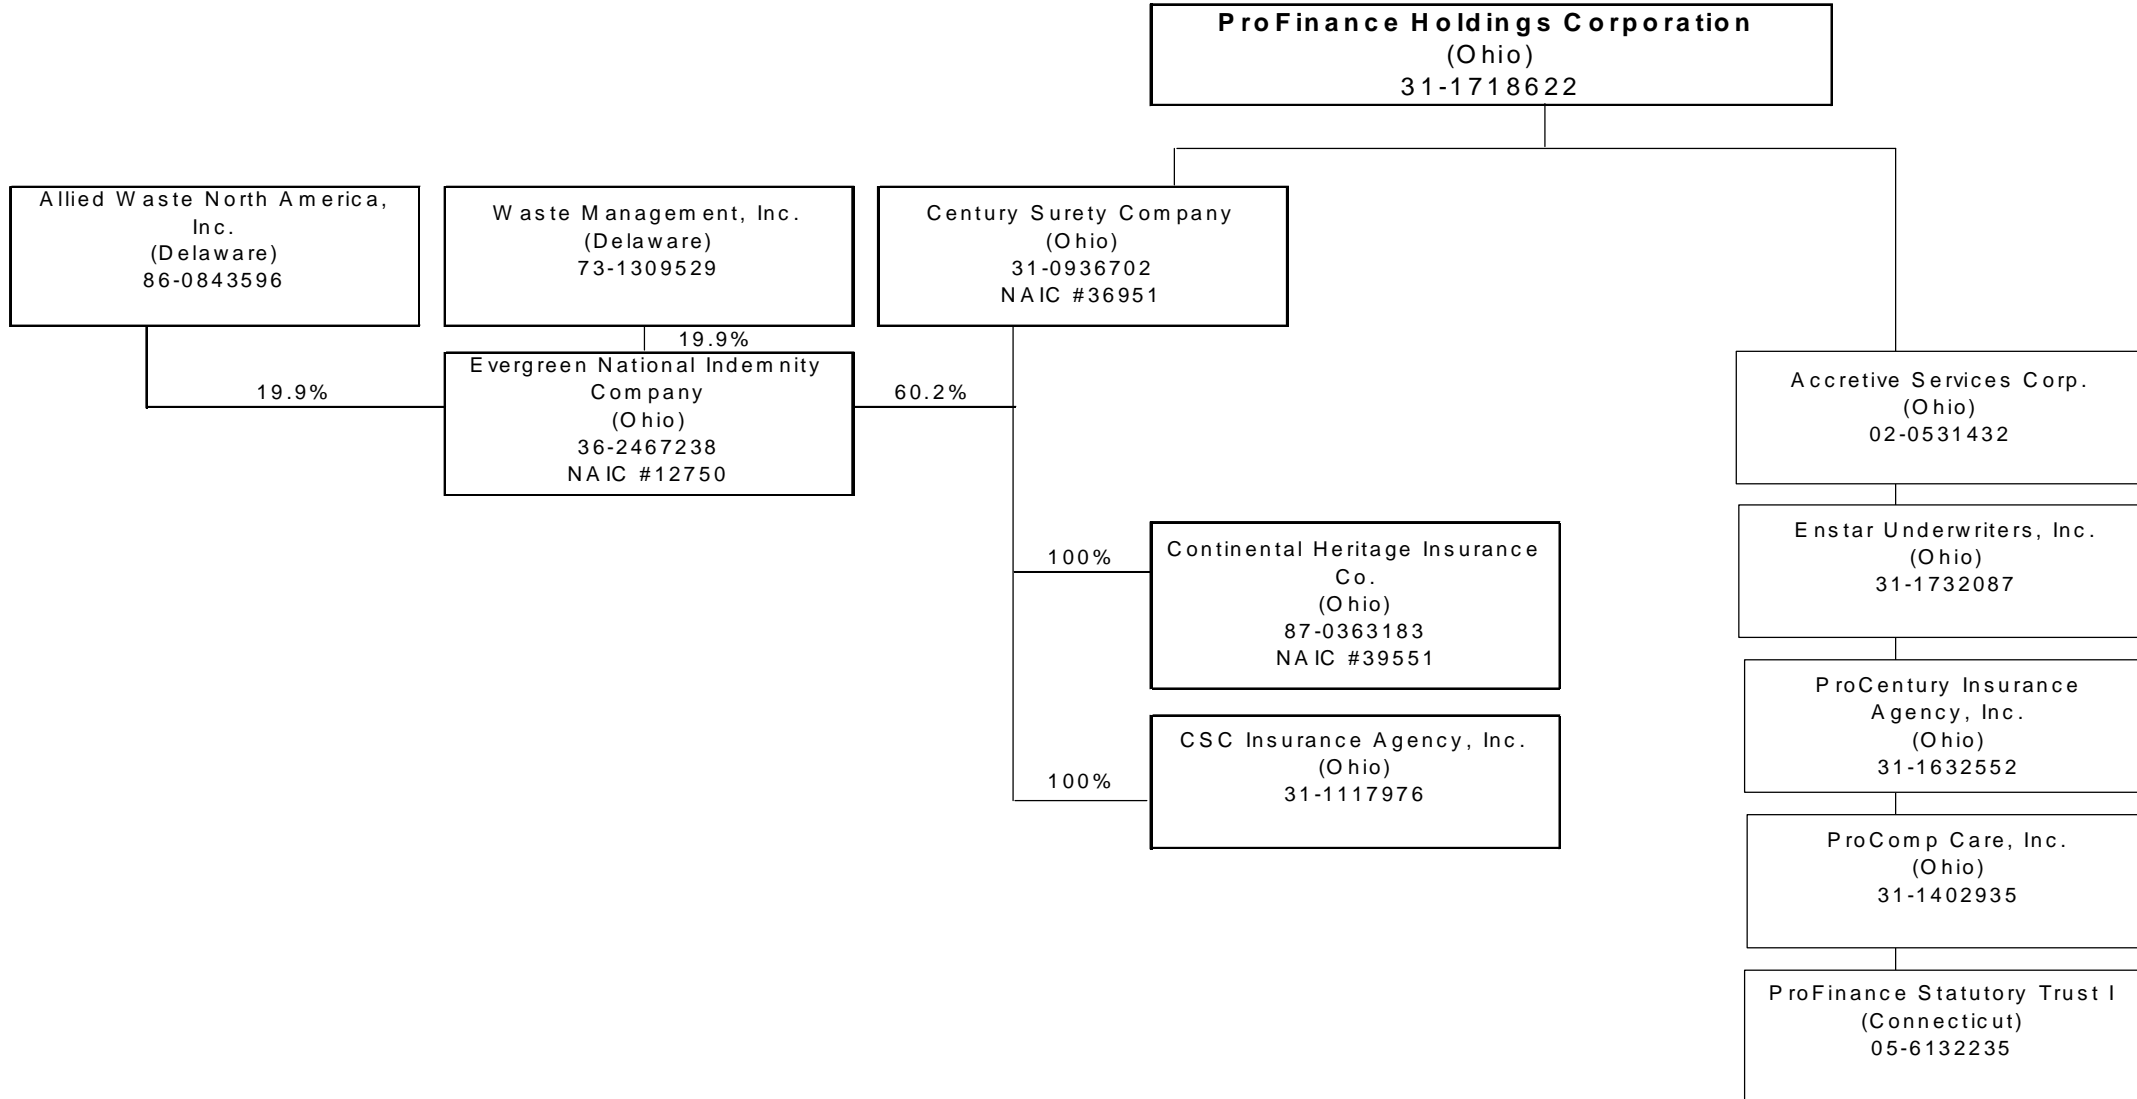 ProFinance Holdings Corporation
(Ohio)
31-1718622
Allied Waste North America,
Inc.
(Delaware)
86-0843596
Waste Management, Inc.
(Delaware)
73-1309529
Century Surety Company
(Ohio)
31-0936702
NAIC #36951
19.9%
19.9%
Evergreen National Indemnity
Company
(Ohio)
36-2467238
NAIC #12750
60.2%
Accretive Services Corp.
(Ohio)
02-0531432
Enstar Underwriters, Inc.
(Ohio)
31-1732087
100%
Continental Heritage Insurance
Co.
(Ohio)
87-0363183
NAIC #39551
ProCentury Insurance
Agency, Inc.
(Ohio)
31-1632552
100%
CSC Insurance Agency, Inc.
(Ohio)
31-1117976
ProComp Care, Inc.
(Ohio)
31-1402935
ProFinance Statutory Trust I
(Connecticut)
05-6132235